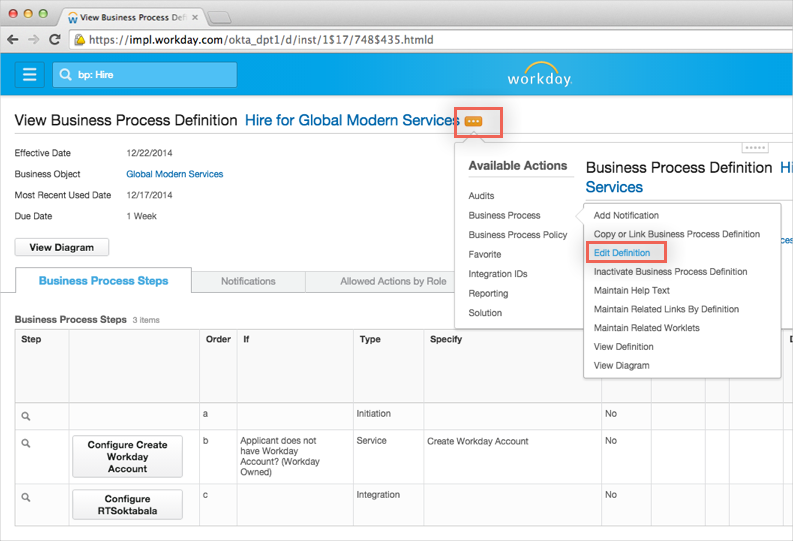 View Business Process De
https://impl.workday.com/okta_dpt1/d/inst/1$17/748$435.htmld
bp: Hire
workday
View Business Process Definition Hire for Global Modern Services
Effective Date 12/22/2014
Business Object Global Modern Services
Most Recent Used Date 12/17/2014
Due Date 1 Week
View Diagram
Available Actions
Audits
Business Process
Business Process Policy
Favorite
Integration IDs
Reporting
Solution
Business Process Definition Hi
Services
Add Notification
Copy or Link Business Process Definition
Edit Definition
Inactivate Business Process Definition
Maintain Help Text
Maintain Related Links By Definition
Maintain Related Worklets
View Definition
View Diagram
ces
Business Process Steps Notifications Allowed Actions by Role
Business Process Steps 3 items
Step Order If Type Specify D
a Initiation No
Configure Create
Workday
Account
b
Applicant does not
have Workday
Account? (Workday
Owned)
Service Create Workday Account No
Configure
RTSoktabala
c Integration No